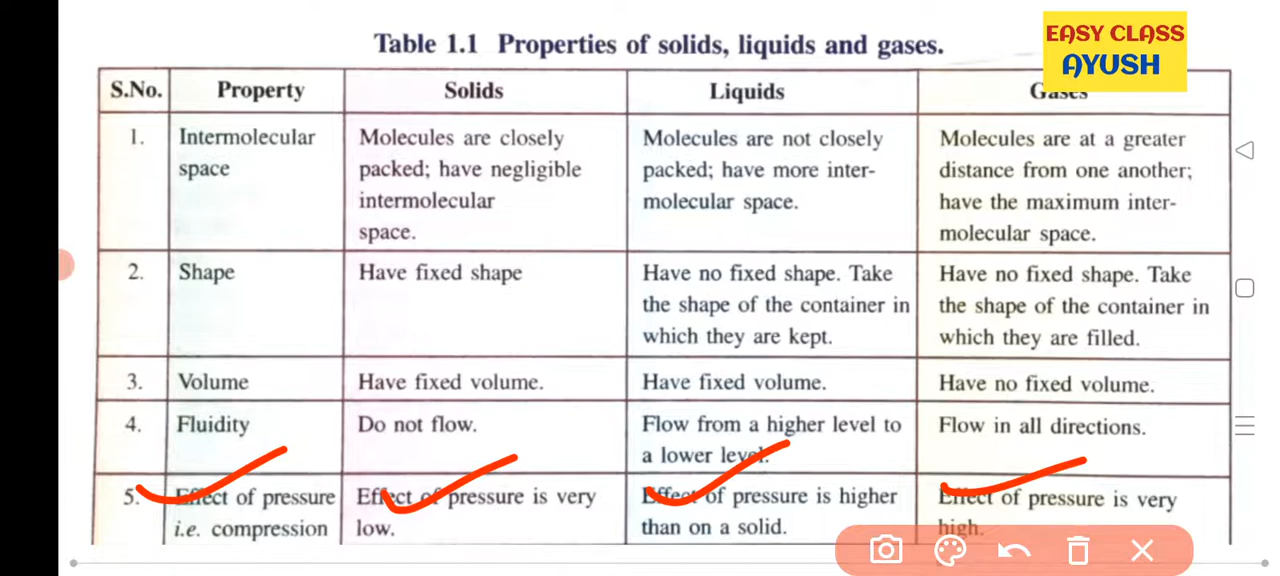 EASY CLASS
AYUSH
Table 1.1 Properties of solids, liquids and gases.
S.No. Property Solids Liquids Gases
1. Intermolecular space
Molecules are closely
packed; have negligible
intermolecular
space.
Molecules are not closely
packed; have more inter-
molecular space.
Molecules are at a greater
distance from one another;
have the maximum inter-
molecular space.
2. Shape
Have fixed shape
Have no fixed shape. Take
the shape of the container in
which they are kept.
Have no fixed shape. Take
the shape of the container in
which they are filled.
3. Volume
Have fixed volume.
Have fixed volume.
Have no fixed volume.
4. Fluidity
Do not flow.
Flow from a higher level to
a lower level.
Flow in all directions.
5. Effect of pressure
i.e. compression
Effect of pressure is very
low.
Effect of pressure is higher
than on a solid.
Effect of pressure is very
high.